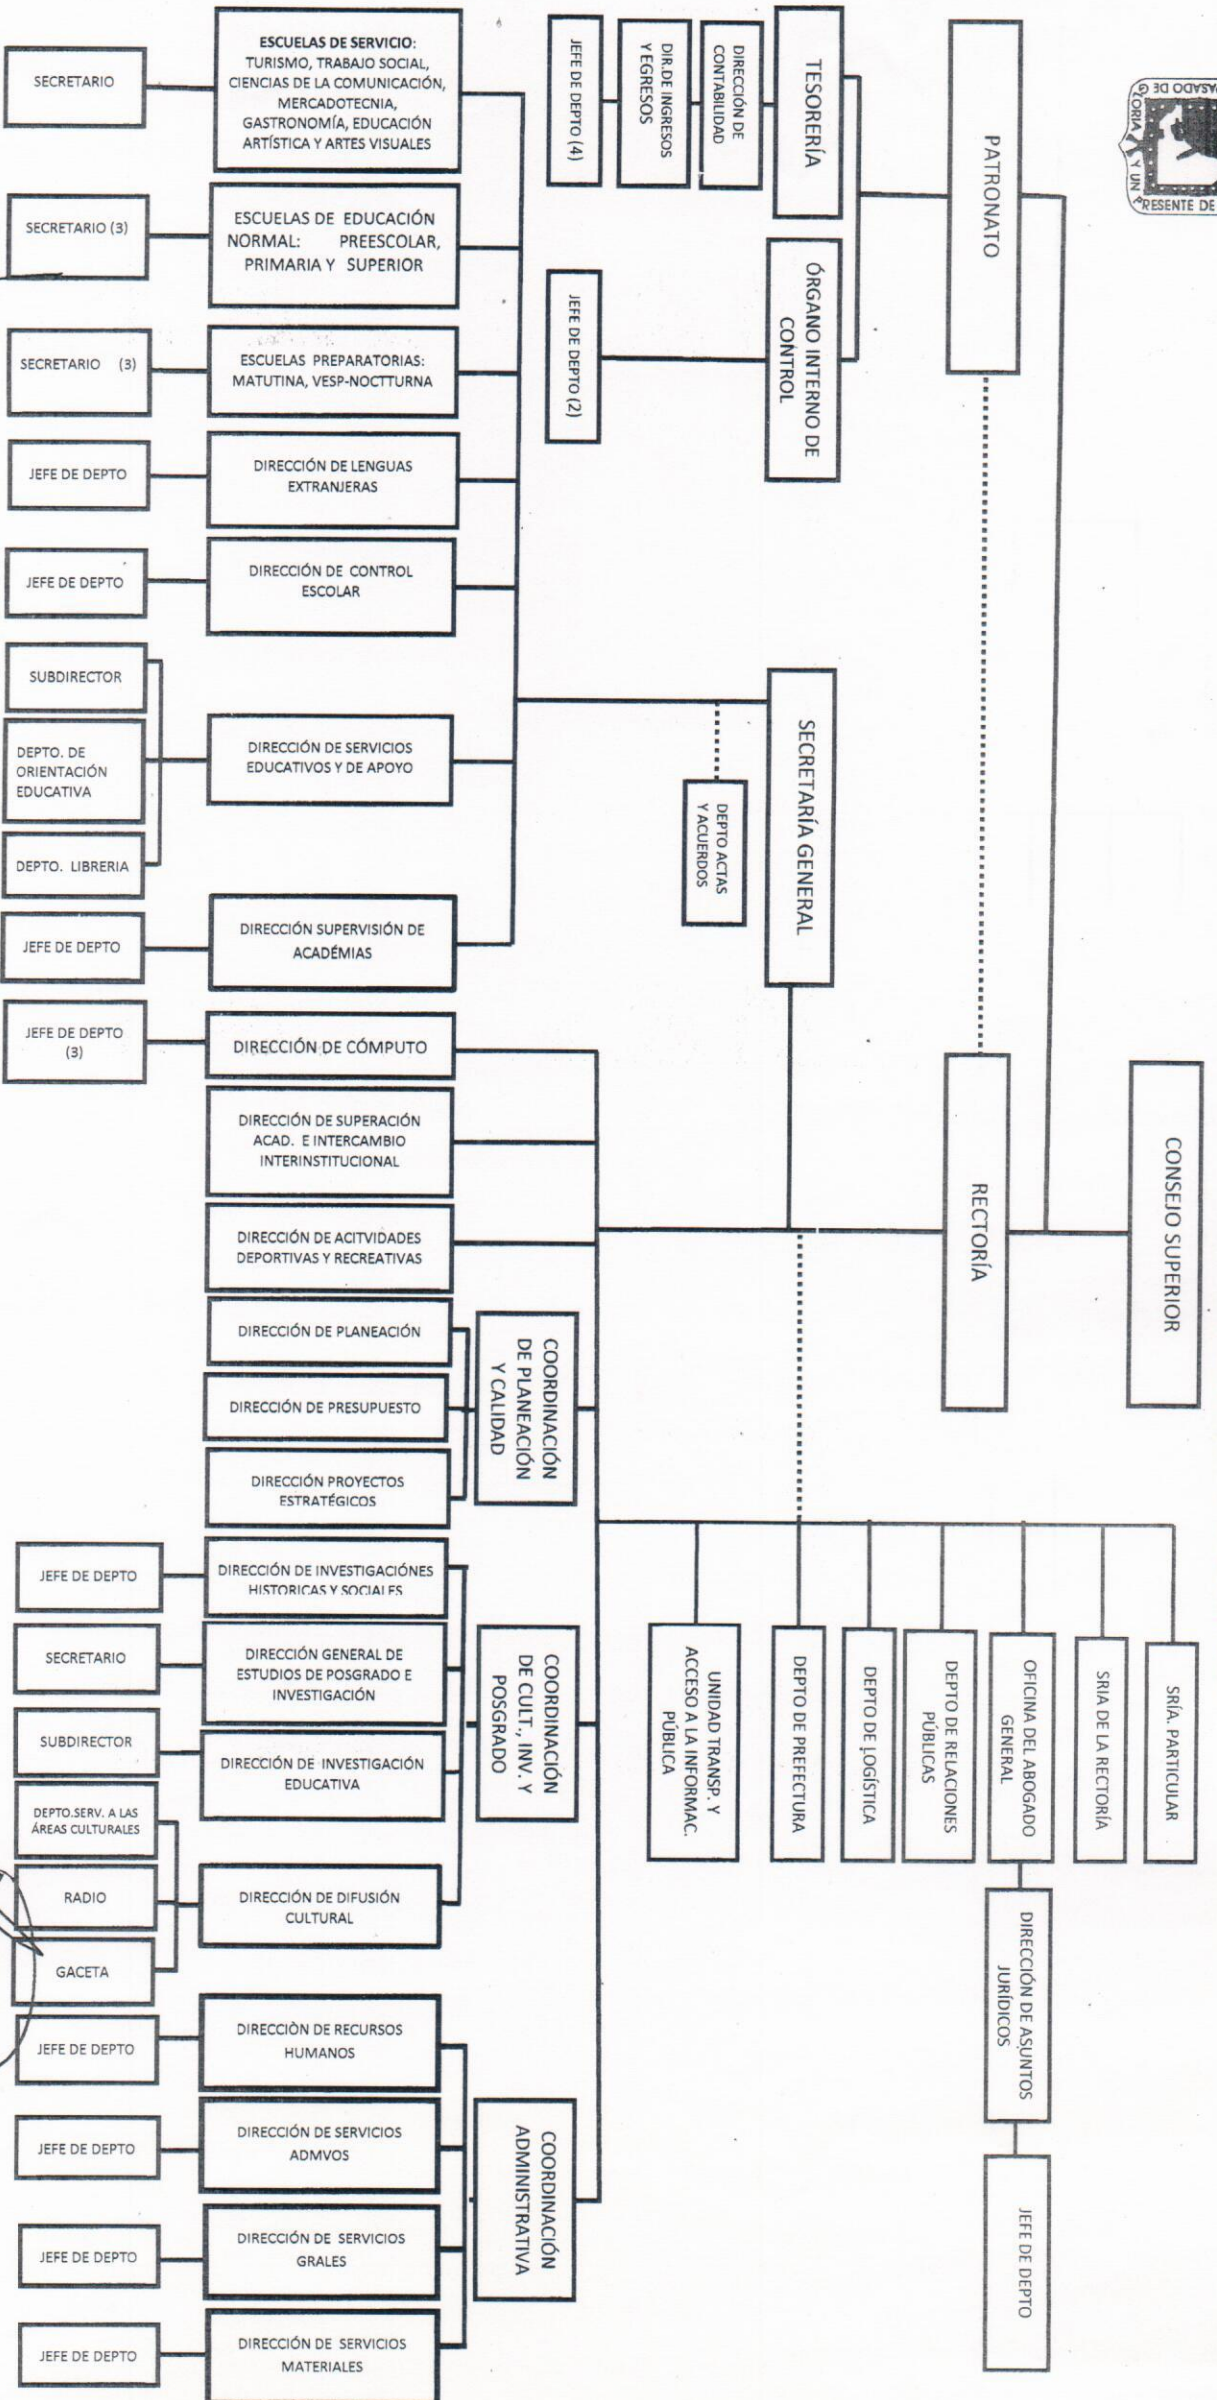 PASADO DE G
TORIA Y UN P
RESENTE DE
CONSEJO SUPERIOR
PATRONATO
RECTORÍA
SRÍA. PARTICULAR
SRIA DE LA RECTORÍA
OFICINA DEL ABOGADO
GENERAL
DIRECCIÓN DE ASUNTOS
JURÍDICOS
JEFE DE DEPTO
DEPTO DE RELACIONES
PÚBLICAS
DEPTO DE LOGÍSTICA
DEPTO DE PREFECTURA
UNIDAD TRANSP. Y
ACCESO A LA INFORMAC.
PÚBLICA
TESORERÍA
ÓRGANO INTERNO DE
CONTROL
DIRECCIÓN DE
CONTABILIDAD
DIR.DE INGRESOS
Y EGRESOS
JEFE DE DEPTO (4)
JEFE DE DEPTO (2)
SECRETARÍA GENERAL
DEPTO ACTAS
Y ACUERDOS
COORDINACIÓN
DE PLANEACIÓN
Y CALIDAD
COORDINACIÓN
DE CULT., INV. Y
POSGRADO
COORDINACIÓN
ADMINISTRATIVA
ESCUELAS DE SERVICIO:
TURISMO, TRABAJO SOCIAL,
CIENCIAS DE LA COMUNICACIÓN,
MERCADOTECNIA,
GASTRONOMÍA, EDUCACIÓN
ARTÍSTICA Y ARTES VISUALES
SECRETARIO
ESCUELAS DE EDUCACIÓN
NORMAL: PREESCOLAR,
PRIMARIA Y SUPERIOR
SECRETARIO (3)
ESCUELAS PREPARATORIAS:
MATUTINA, VESP-NOCTTURNA
SECRETARIO (3)
DIRECCIÓN DE LENGUAS
EXTRANJERAS
JEFE DE DEPTO
DIRECCIÓN DE CONTROL
ESCOLAR
JEFE DE DEPTO
DIRECCIÓN DE SERVICIOS
EDUCATIVOS Y DE APOYO
SUBDIRECTOR
DEPTO. DE
ORIENTACIÓN
EDUCATIVA
DEPTO. LIBRERIA
DIRECCIÓN SUPERVISIÓN DE
ACADÉMIAS
JEFE DE DEPTO
DIRECCIÓN DE CÓMPUTO
JEFE DE DEPTO
(3)
DIRECCIÓN DE SUPERACIÓN
ACAD. E INTERCAMBIO
INTERINSTITUCIONAL
DIRECCIÓN DE ACITVIDADES
DEPORTIVAS Y RECREATIVAS
DIRECCIÓN DE PLANEACIÓN
DIRECCIÓN DE PRESUPUESTO
DIRECCIÓN PROYECTOS
ESTRATÉGICOS
DIRECCIÓN DE INVESTIGACIÓNES
HISTORICAS Y SOCIALES
JEFE DE DEPTO
DIRECCIÓN GENERAL DE
ESTUDIOS DE POSGRADO E
INVESTIGACIÓN
SECRETARIO
DIRECCIÓN DE INVESTIGACIÓN
EDUCATIVA
SUBDIRECTOR
DIRECCIÓN DE DIFUSIÓN
CULTURAL
DEPTO.SERV. A LAS
ÁREAS CULTURALES
RADIO
GACETA
DIRECCIÒN DE RECURSOS
HUMANOS
JEFE DE DEPTO
DIRECCIÓN DE SERVICIOS
ADMVOS
JEFE DE DEPTO
DIRECCIÓN DE SERVICIOS
GRALES
JEFE DE DEPTO
DIRECCIÓN DE SERVICIOS
MATERIALES
JEFE DE DEPTO